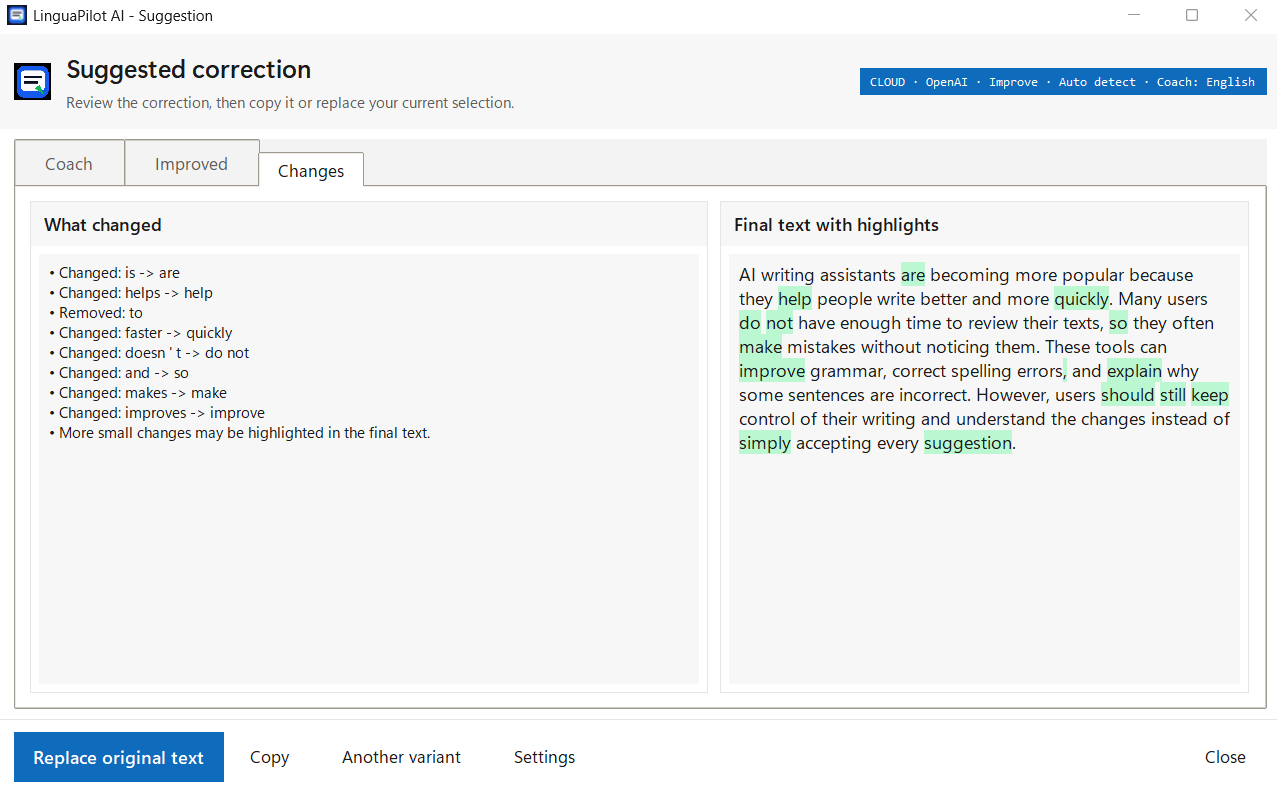 LinguaPilot AI - Suggestion
Suggested correction
Review the correction, then copy it or replace your current selection.
CLOUD · OpenAI · Improve · Auto detect · Coach: English
Coach
Improved
Changes
What changed
• Changed: is -> are
• Changed: helps -> help
• Removed: to
• Changed: faster -> quickly
• Changed: doesn ' t -> do not
• Changed: and -> so
• Changed: makes -> make
• Changed: improves -> improve
• More small changes may be highlighted in the final text.
Final text with highlights
AI writing assistants are becoming more popular because
they help people write better and more quickly. Many users
do not have enough time to review their texts, so they often
make mistakes without noticing them. These tools can
improve grammar, correct spelling errors, and explain why
some sentences are incorrect. However, users should still keep
control of their writing and understand the changes instead of
simply accepting every suggestion.
Replace original text
Copy
Another variant
Settings
Close